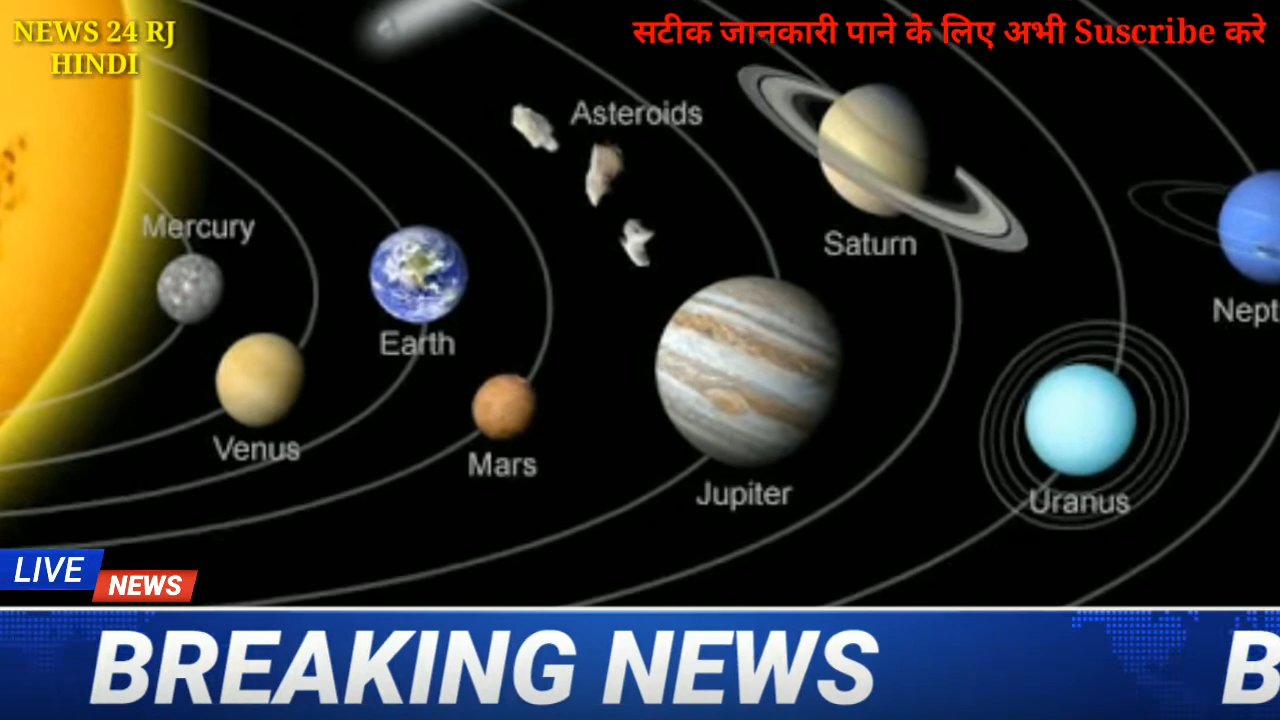 NEWS 24 RJ
HINDI
सटीक जानकारी पाने के लिए अभी Suscribe करे
Asteroids
Mercury
Saturn
Nept
Earth
Venus
Mars
Jupiter
Uranus
LIVE
NEWS
BREAKING NEWS
B